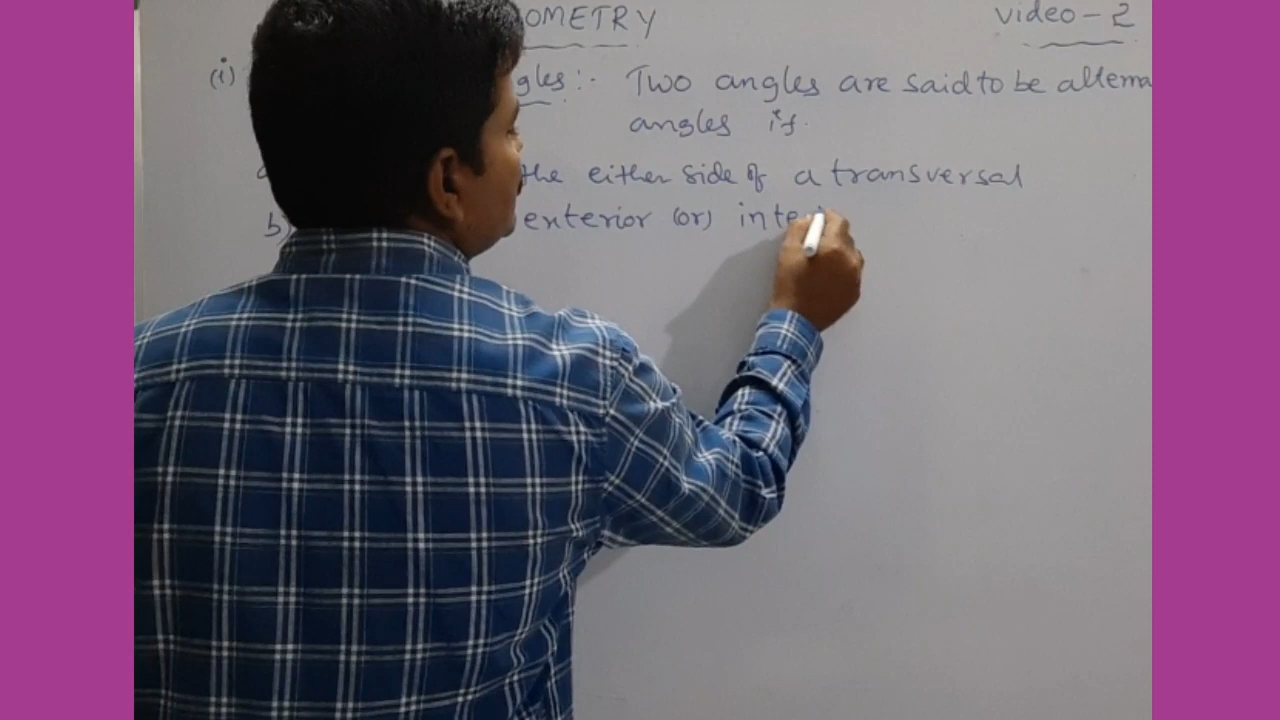 OMETRY video-2
(i) gles:- Two angles are said to be alterna
angles if.
a the either side of a transversal
b) exterior (or) inte